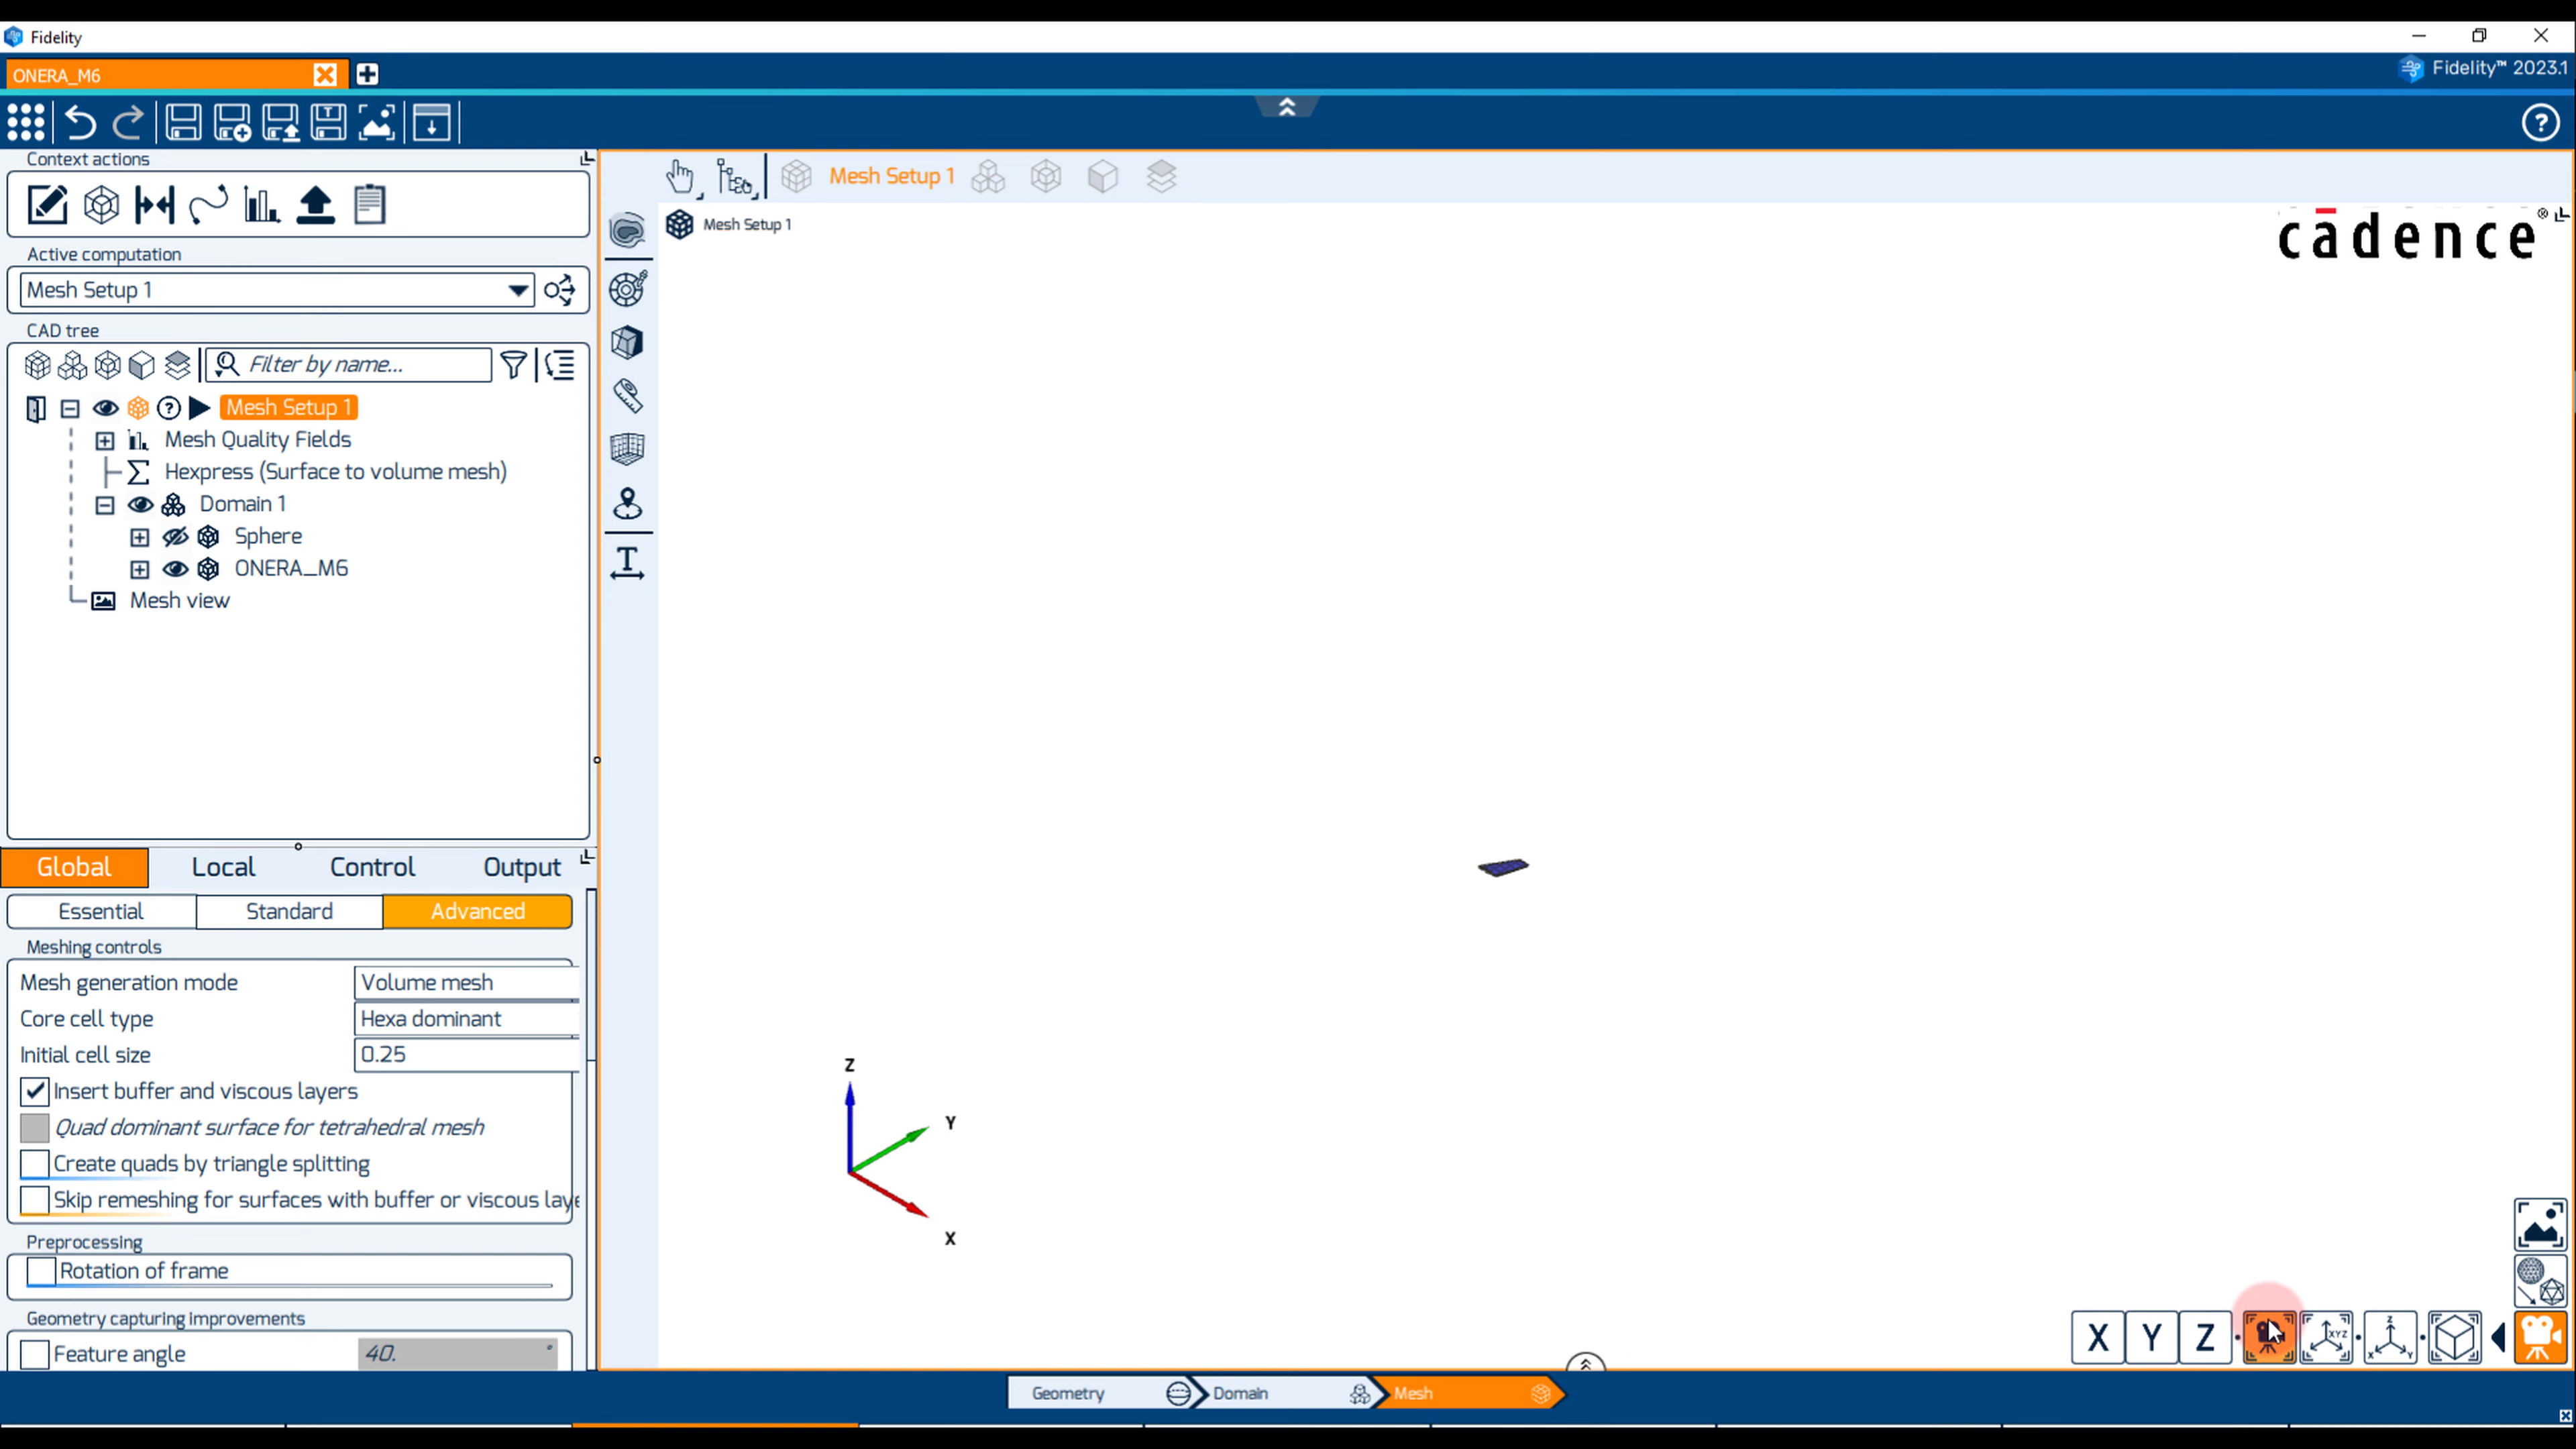 Fidelity
ONERA_M6
Fidelity™ 2023.1
Context actions
Active computation
Mesh Setup 1
CAD tree
Filter by name...
Mesh Setup 1
Mesh Quality Fields
Hexpress (Surface to volume mesh)
Domain 1
Sphere
ONERA_M6
Mesh view
Global Local Control Output
Essential Standard Advanced
Meshing controls
Mesh generation mode Volume mesh
Core cell type Hexa dominant
Initial cell size 0.25
Insert buffer and viscous layers
Quad dominant surface for tetrahedral mesh
Create quads by triangle splitting
Skip remeshing for surfaces with buffer or viscous laye
Preprocessing
Rotation of frame
Geometry capturing improvements
Feature angle 40. °
Mesh Setup 1
Mesh Setup 1
cādence®
Z
Y
X
X Y Z
Geometry Domain Mesh